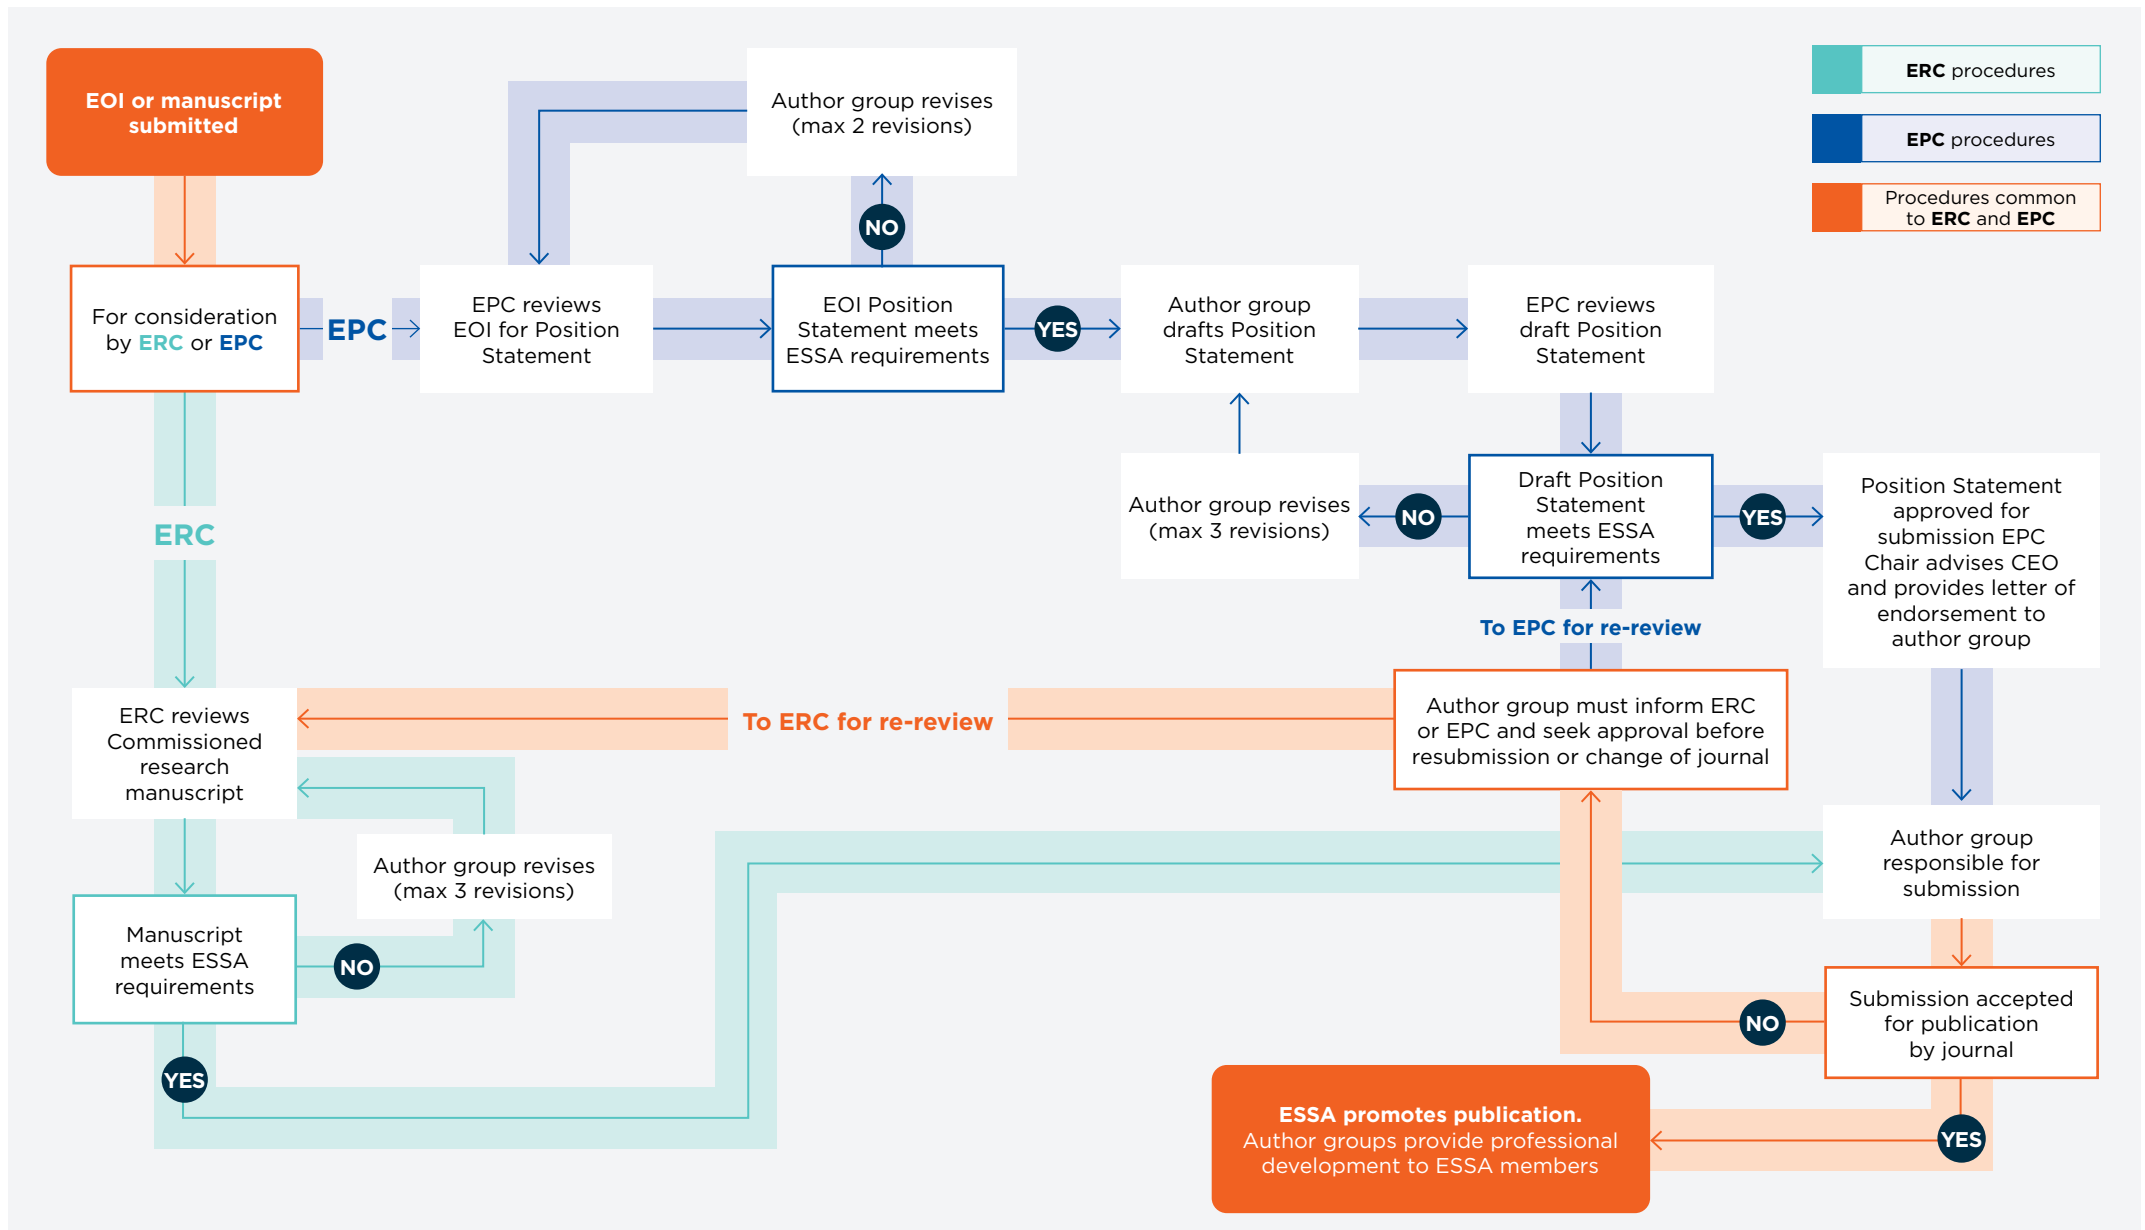 EOI or manuscript
submitted
Author group revises
(max 2 revisions)
ERC procedures
EPC procedures
Procedures common
to ERC and EPC
NO
For consideration
by ERC or EPC
EPC
EPC reviews
EOI for Position
Statement
EOI Position
Statement meets
ESSA requirements
YES
Author group
drafts Position
Statement
EPC reviews
draft Position
Statement
Author group revises
(max 3 revisions)
NO
Draft Position
Statement
meets ESSA
requirements
YES
Position Statement
approved for
submission EPC
Chair advises CEO
and provides letter of
endorsement to
author group
ERC
To EPC for re-review
ERC reviews
Commissioned
research
manuscript
To ERC for re-review
Author group must inform ERC
or EPC and seek approval before
resubmission or change of journal
Author group revises
(max 3 revisions)
Author group
responsible for
submission
Manuscript
meets ESSA
requirements
NO
YES
Submission accepted
for publication
by journal
NO
YES
ESSA promotes publication.
Author groups provide professional
development to ESSA members